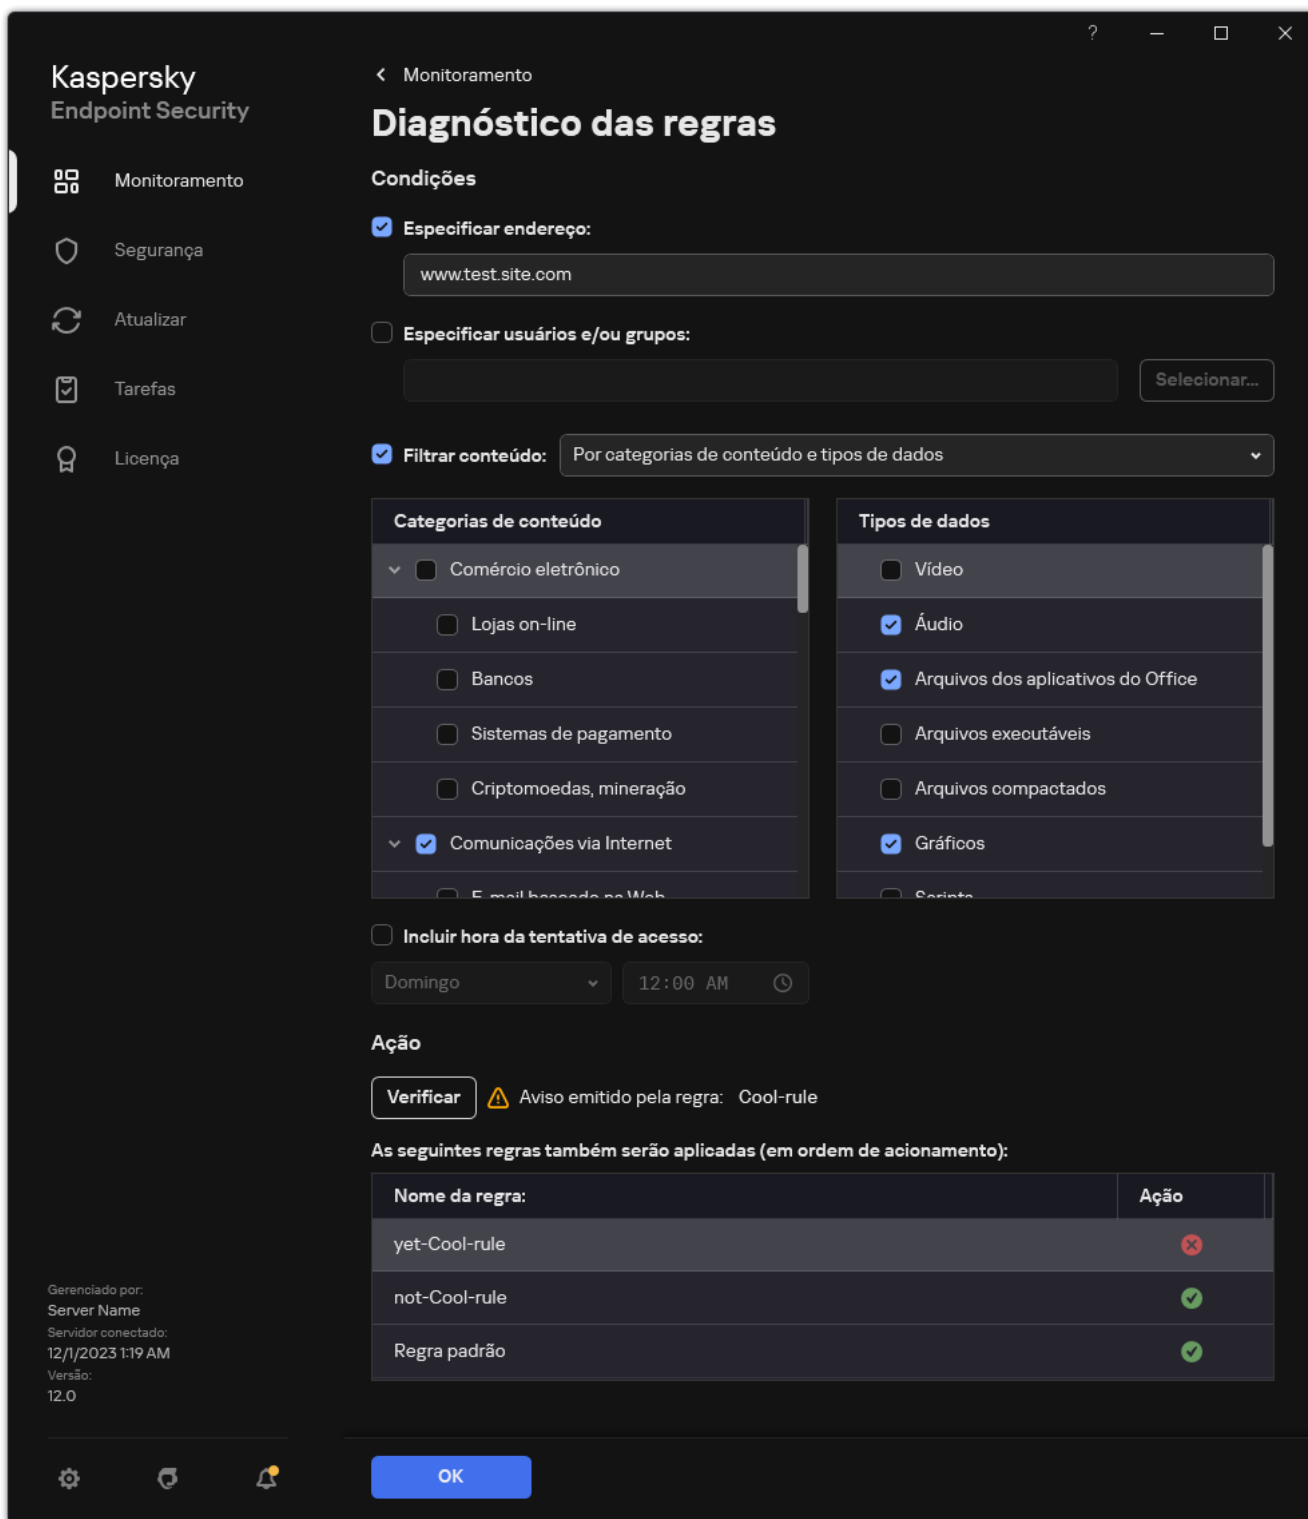 ?
Kaspersky
Endpoint Security
Monitoramento
Segurança
Atualizar
Tarefas
Licença
Gerenciado por:
Server Name
Servidor conectado:
12/1/2023 1:19 AM
Versão:
12.0
Monitoramento
Diagnóstico das regras
Condições
Especificar endereço:
www.test.site.com
Especificar usuários e/ou grupos:
Selecionar...
Filtrar conteúdo: Por categorias de conteúdo e tipos de dados
Categorias de conteúdo
Comércio eletrônico
Lojas on-line
Bancos
Sistemas de pagamento
Criptomoedas, mineração
Comunicações via Internet
E-mail baseado na Web
Tipos de dados
Vídeo
Áudio
Arquivos dos aplicativos do Office
Arquivos executáveis
Arquivos compactados
Gráficos
Scripts
Incluir hora da tentativa de acesso:
Domingo 12:00 AM
Ação
Verificar Aviso emitido pela regra: Cool-rule
As seguintes regras também serão aplicadas (em ordem de acionamento):
Nome da regra: Ação
yet-Cool-rule
not-Cool-rule
Regra padrão
OK